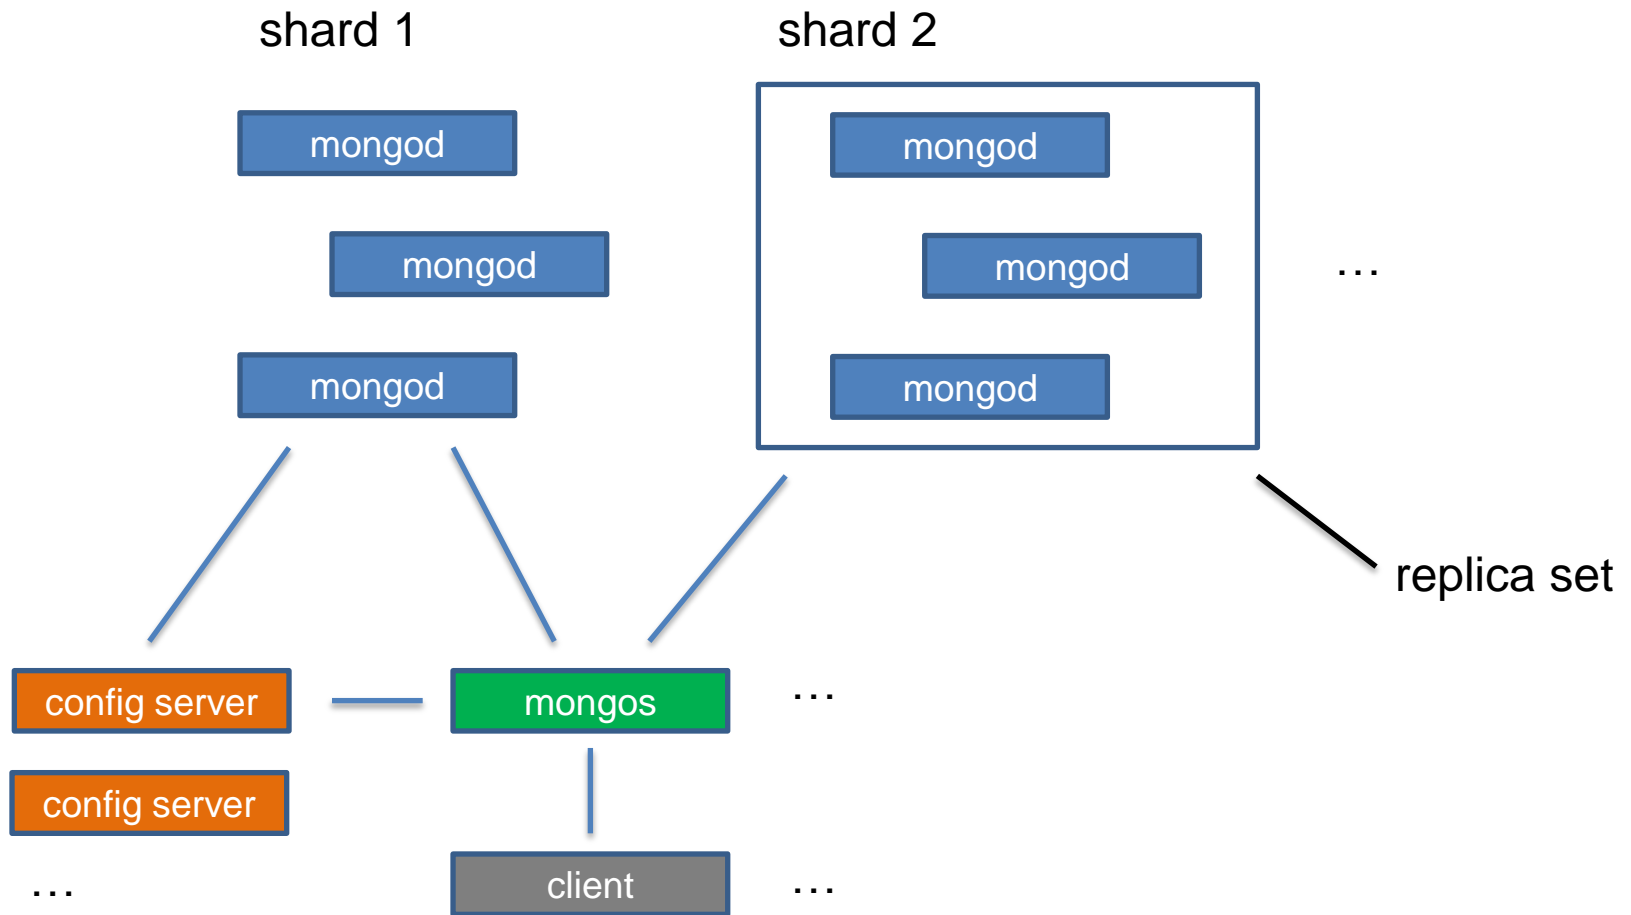 shard 1
shard 2
mongod
mongod
mongod
mongod
mongod
mongod
…
replica set
config server
mongos
…
config server
…
client
…